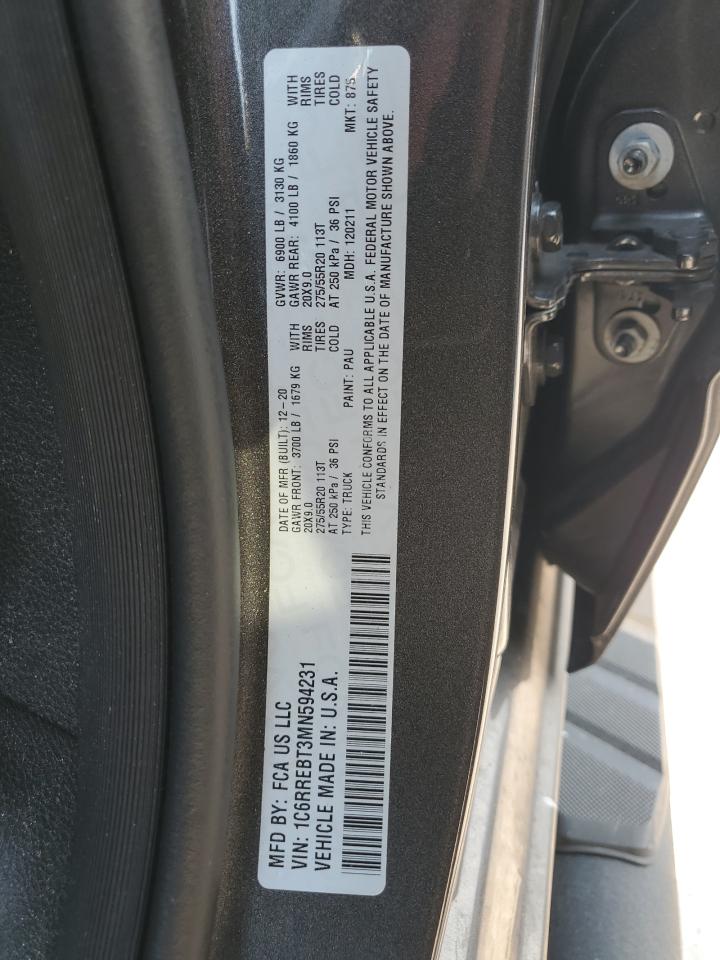 MFD BY: FCA US LLC
VIN: 1C6RREBT3MN594231
VEHICLE MADE IN: U.S.A.
DATE OF MFR (BUILT): 12-20 GVWR: 6900 LB / 3130 KG
GAWR FRONT: 3700 LB / 1679 KG WITH GAWR REAR: 4100 LB / 1860 KG WITH
20X9.0 RIMS 20X9.0 RIMS
275/55R20 113T TIRES 275/55R20 113T TIRES
AT 250 kPa / 36 PSI COLD AT 250 kPa / 36 PSI COLD
TYPE: TRUCK PAINT: PAU MDH: 120211 MKT: 875
THIS VEHICLE CONFORMS TO ALL APPLICABLE U.S.A. FEDERAL MOTOR VEHICLE SAFETY
STANDARDS IN EFFECT ON THE DATE OF MANUFACTURE SHOWN ABOVE.